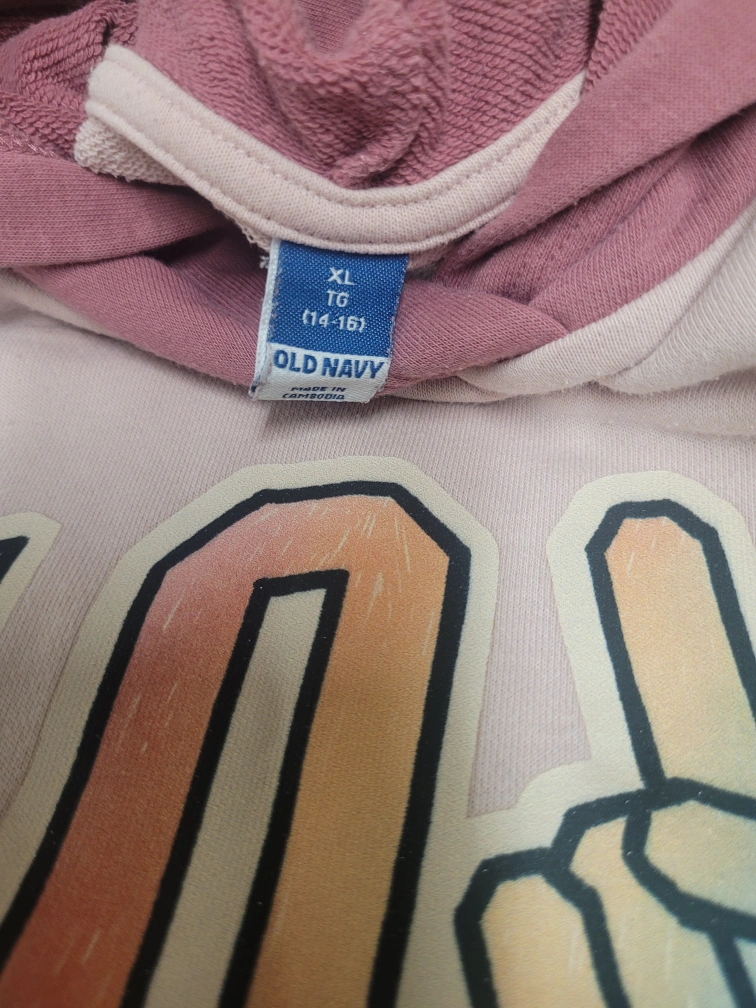 XL
TG
(14-16)
OLD NAVY
MADE IN
CAMBODIA